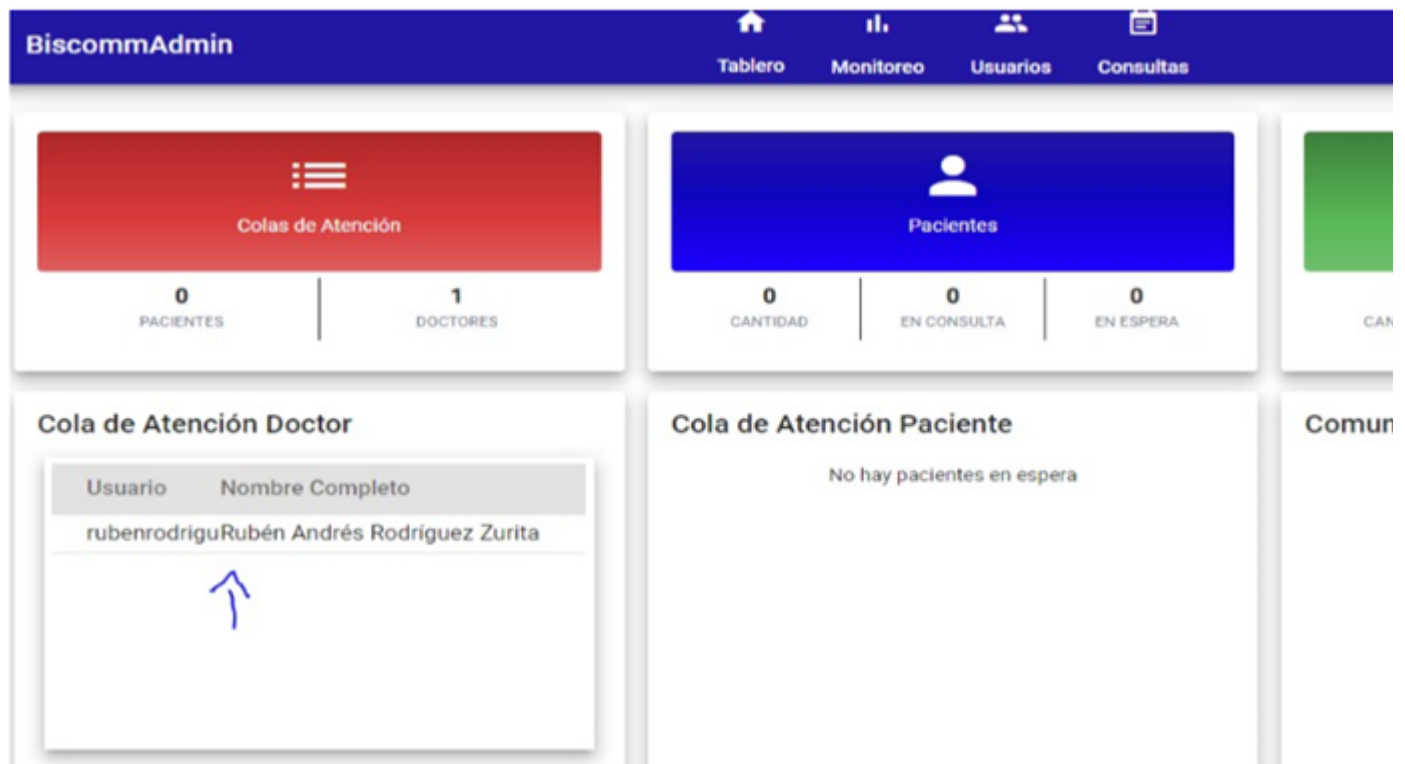 BiscommAdmin
Tablero Monitoreo Usuarios Consultas
Colas de Atención
0 1
PACIENTES DOCTORES
Pacientes
0 0 0
CANTIDAD EN CONSULTA EN ESPERA
CAN
Cola de Atención Doctor
Usuario Nombre Completo
rubenrodriguRubén Andrés Rodríguez Zurita
Cola de Atención Paciente
No hay pacientes en espera
Comun